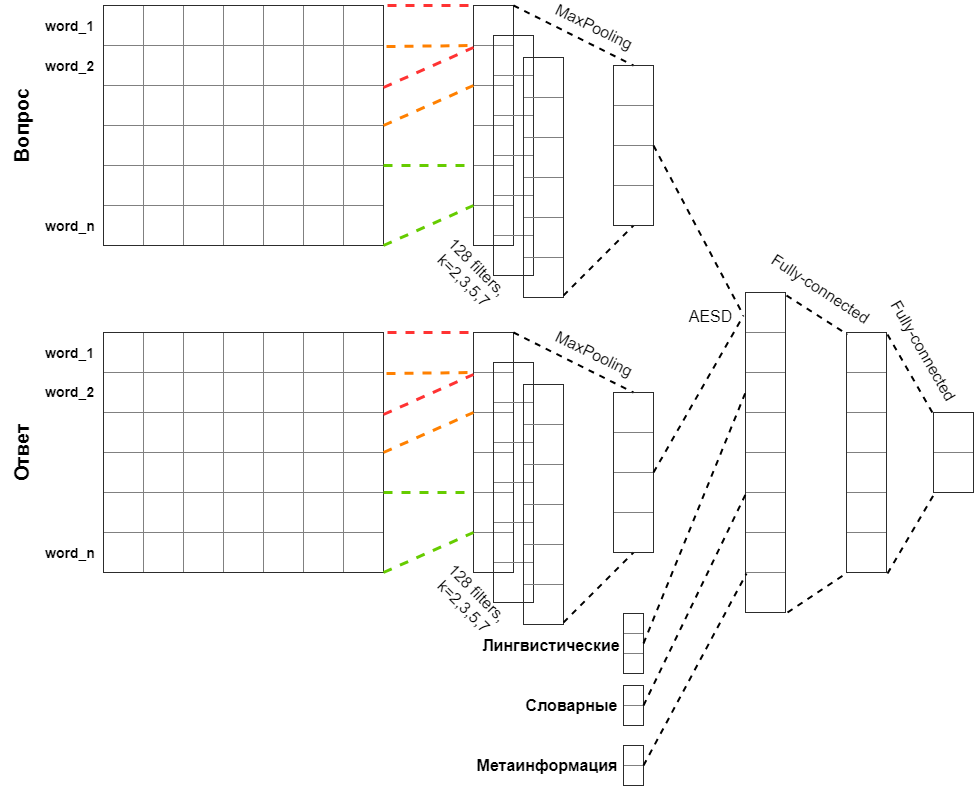 MaxPooling
word_1
word_2
Вопрос
word_n
128 filters,
k=2,3,5,7
Fully-connected
Fully-connected
AESD
MaxPooling
word_1
word_2
Ответ
word_n
128 filters,
k=2,3,5,7
Лингвистические
Словарные
Метаинформация